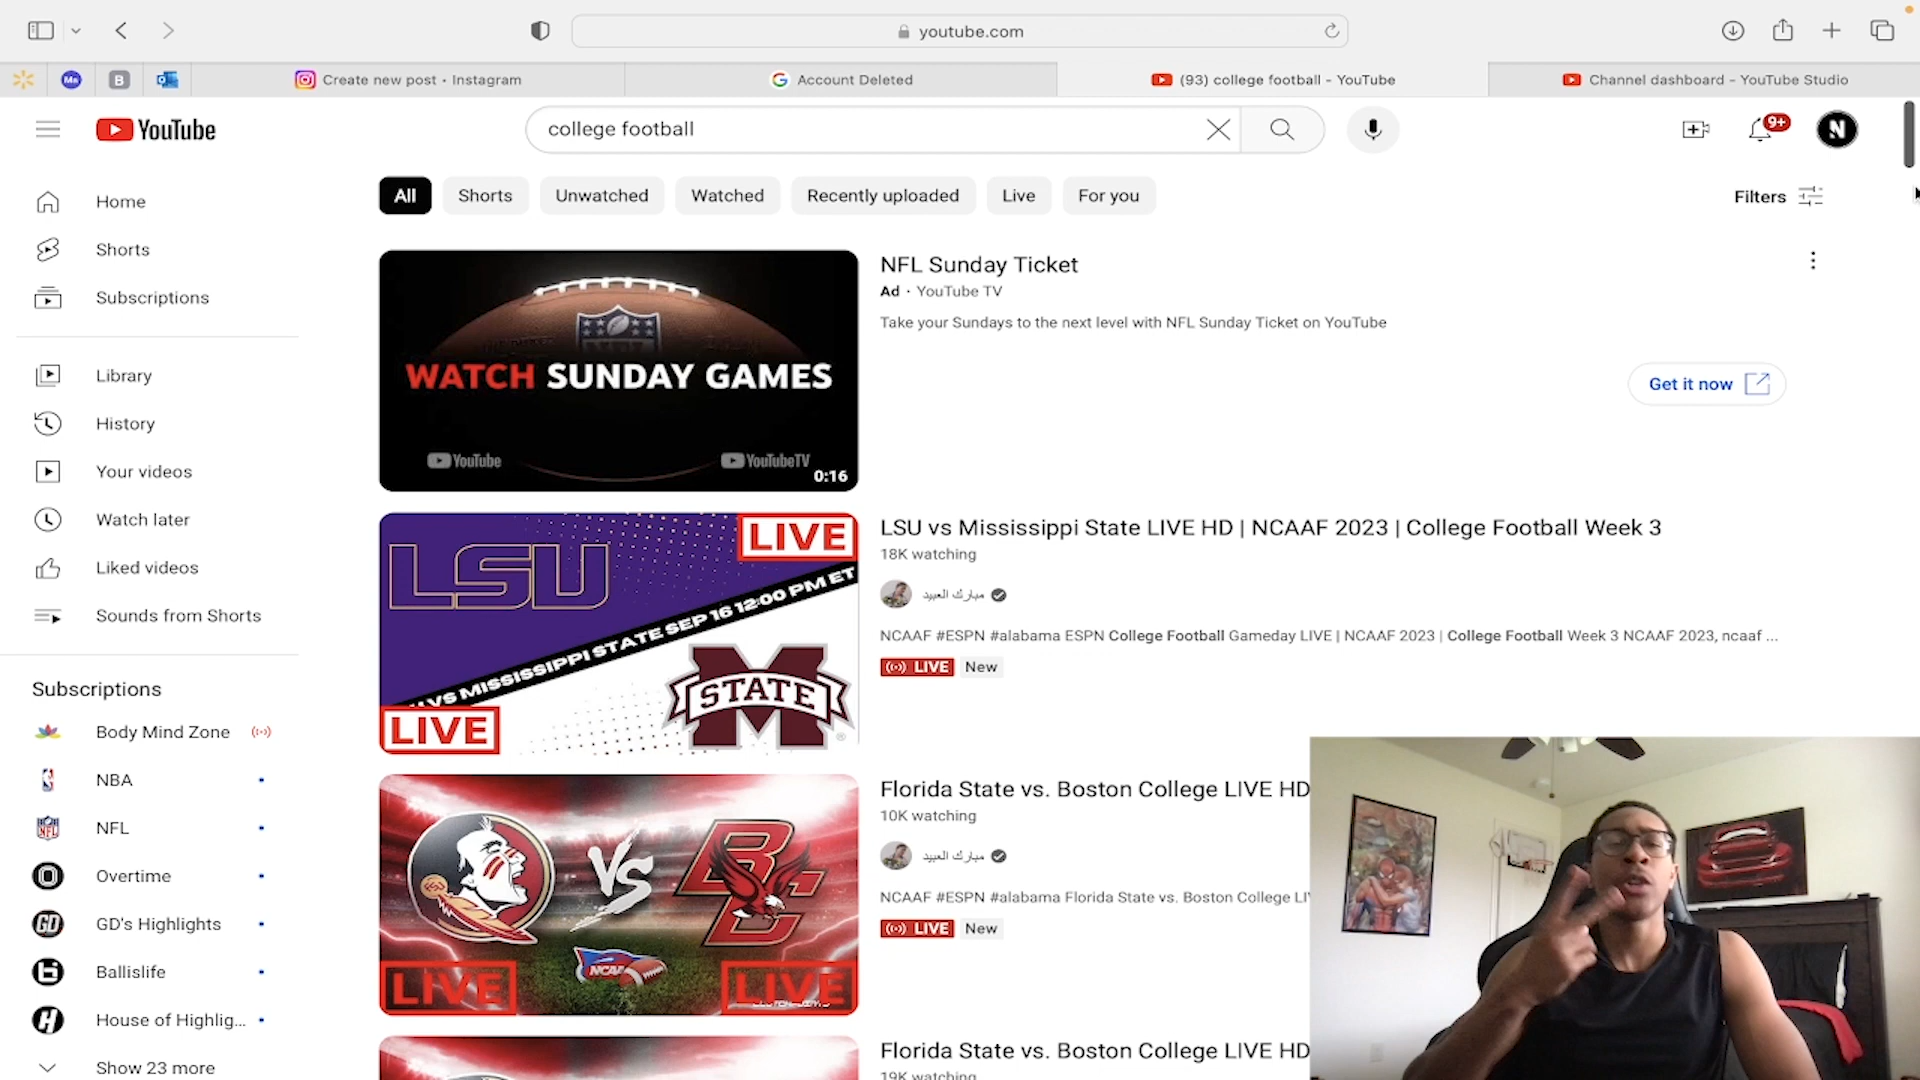 youtube.com
Mn
B
Create new post • Instagram
Account Deleted
(93) college football - YouTube
Channel dashboard - YouTube Studio
YouTube
college football
9+
N
All
Shorts
Unwatched
Watched
Recently uploaded
Live
For you
Filters
Home
Shorts
Subscriptions
Library
History
Your videos
Watch later
Liked videos
Sounds from Shorts
Subscriptions
Body Mind Zone
NBA
NFL
Overtime
GD's Highlights
Ballislife
House of Highlig...
Show 23 more
WATCH SUNDAY GAMES
YouTube
YouTubeTV
0:16
NFL Sunday Ticket
Ad · YouTube TV
Take your Sundays to the next level with NFL Sunday Ticket on YouTube
Get it now
LIVE
LSU
VS MISSISSIPPI STATE SEP 16 12:00 PM ET
STATE
LIVE
LSU vs Mississippi State LIVE HD | NCAAF 2023 | College Football Week 3
18K watching
مبارك العبيد
NCAAF #ESPN #alabama ESPN College Football Gameday LIVE | NCAAF 2023 | College Football Week 3 NCAAF 2023, ncaaf ...
LIVE
New
VS
BC
NCAA
LIVE
LIVE
Florida State vs. Boston College LIVE HD
10K watching
مبارك العبيد
NCAAF #ESPN #alabama Florida State vs. Boston College LI
LIVE
New
Florida State vs. Boston College LIVE HD
19K watching